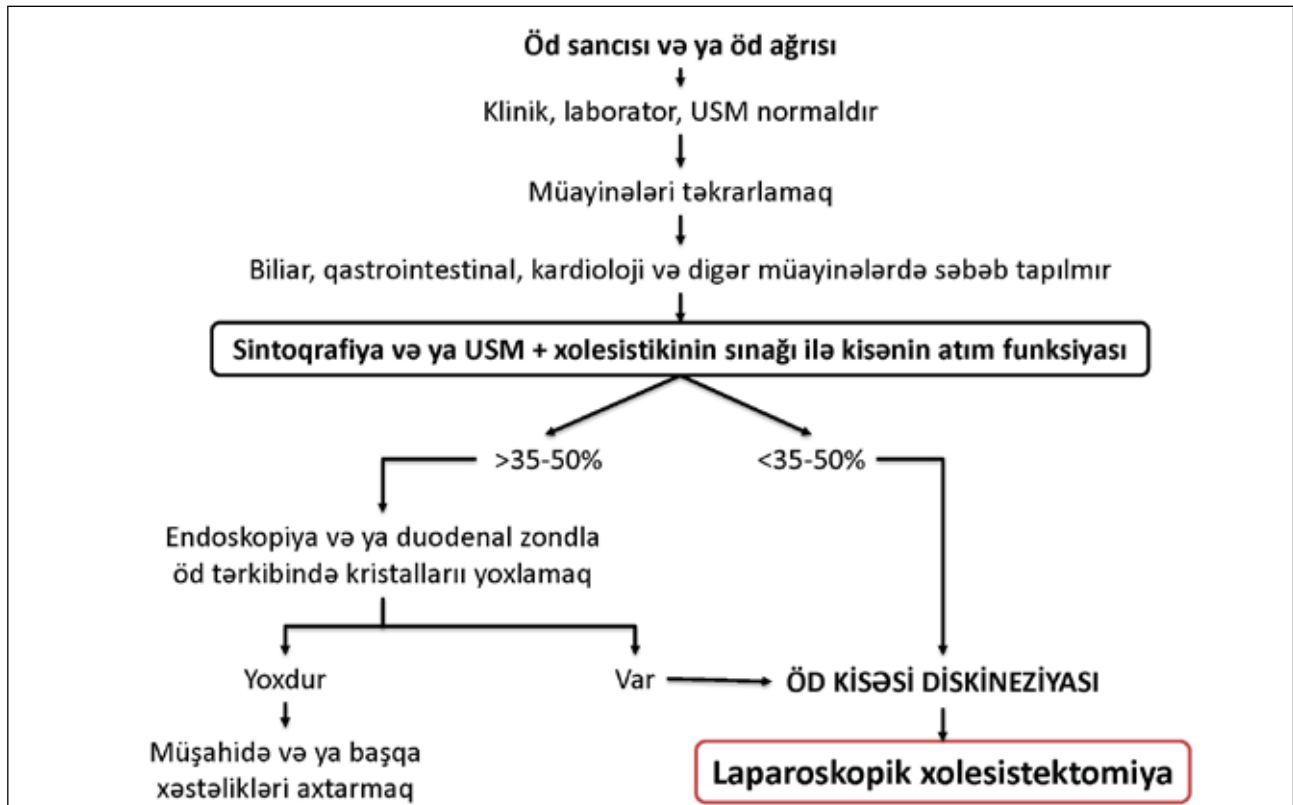 Öd sancısı və ya öd ağrısı
Klinik, laborator, USM normaldır
Müayinələri təkrarlamaq
Biliar, qastrointestinal, kardioloji və digər müayinələrdə səbəb tapılmır
Sintoqrafiya və ya USM + xolesistikinin sınağı ilə kisənin atım funksiyası
>35-50%
<35-50%
Endoskopiya və ya duodenal zondla
öd tərkibində kristallarıı yoxlamaq
Yoxdur
Var
ÖD KİSƏSİ DİSKİNEZİYASI
Müşahidə və ya başqa
xəstəlikləri axtarmaq
Laparoskopik xolesistektomiya